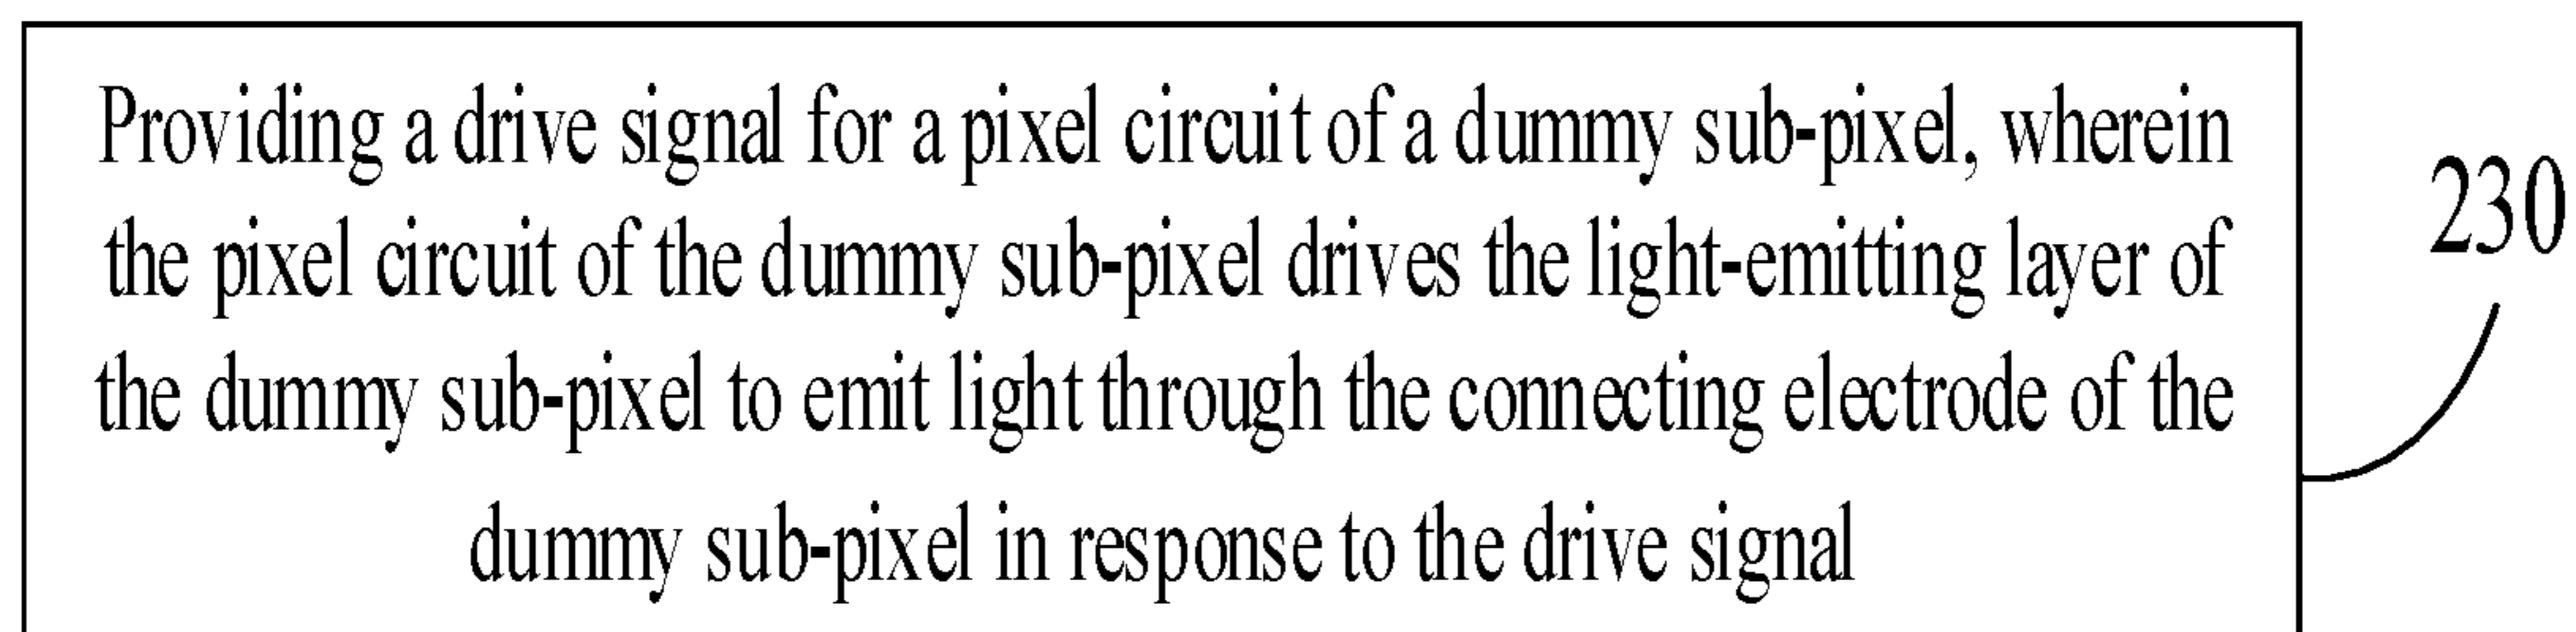 Providing a drive signal for a pixel circuit of a dummy sub-pixel, wherein
the pixel circuit of the dummy sub-pixel drives the light-emitting layer of
the dummy sub-pixel to emit light through the connecting electrode of the
dummy sub-pixel in response to the drive signal
230